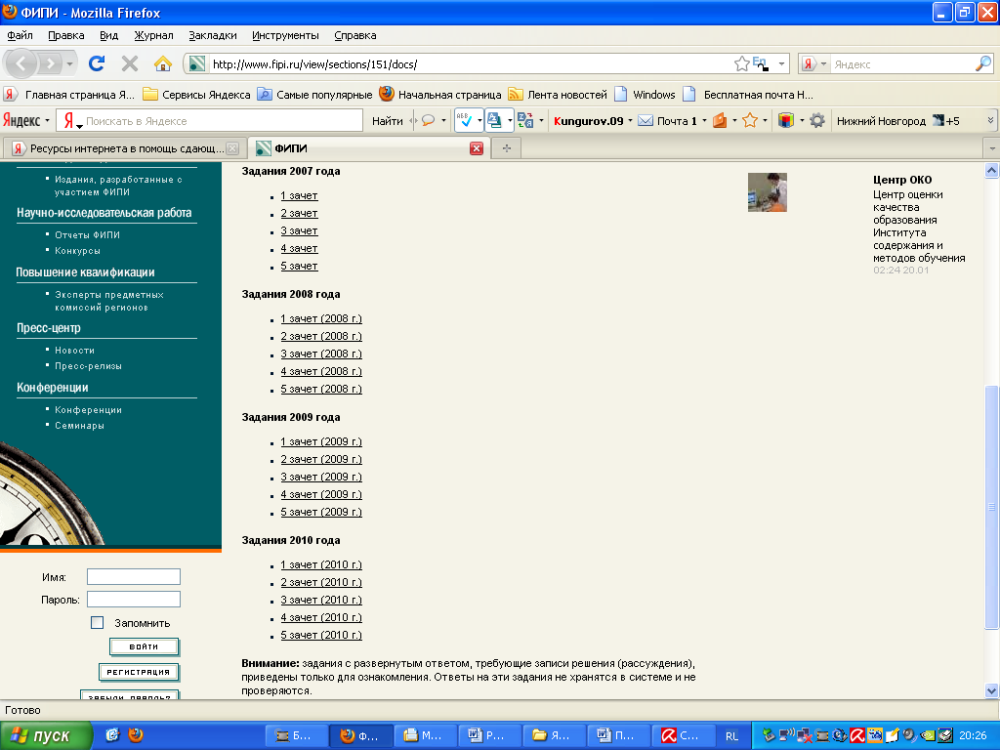 ФИПИ - Mozilla Firefox
Файл Правка Вид Журнал Закладки Инструменты Справка
http://www.fipi.ru/view/sections/151/docs/
Яндекс
Главная страница Я... Сервисы Яндекса Самые популярные Начальная страница Лента новостей Windows Бесплатная почта Н...
Яндекс Поискать в Яндексе Найти Kungurov.09 Почта 1 Нижний Новгород +5
Ресурсы интернета в помощь сдающ... ФИПИ
Издания, разработанные с
участием ФИПИ
Научно-исследовательская работа
Отчеты ФИПИ
Конкурсы
Повышение квалификации
Эксперты предметных
комиссий регионов
Пресс-центр
Новости
Пресс-релизы
Конференции
Конференции
Семинары
Имя:
Пароль:
Запомнить
ВОЙТИ
РЕГИСТРАЦИЯ
ЗАБЫЛИ ПАРОЛЬ?
Задания 2007 года
1 зачет
2 зачет
3 зачет
4 зачет
5 зачет
Задания 2008 года
1 зачет (2008 г.)
2 зачет (2008 г.)
3 зачет (2008 г.)
4 зачет (2008 г.)
5 зачет (2008 г.)
Задания 2009 года
1 зачет (2009 г.)
2 зачет (2009 г.)
3 зачет (2009 г.)
4 зачет (2009 г.)
5 зачет (2009 г.)
Задания 2010 года
1 зачет (2010 г.)
2 зачет (2010 г.)
3 зачет (2010 г.)
4 зачет (2010 г.)
5 зачет (2010 г.)
Внимание: задания с развернутым ответом, требующие записи решения (рассуждения),
приведены только для ознакомления. Ответы на эти задания не хранятся в системе и не
проверяются.
Центр ОКО
Центр оценки
качества
образования
Института
содержания и
методов обучения
02:24 20.01
Готово
пуск Б... Ф... М... Р... Я... П... С... RL 20:26